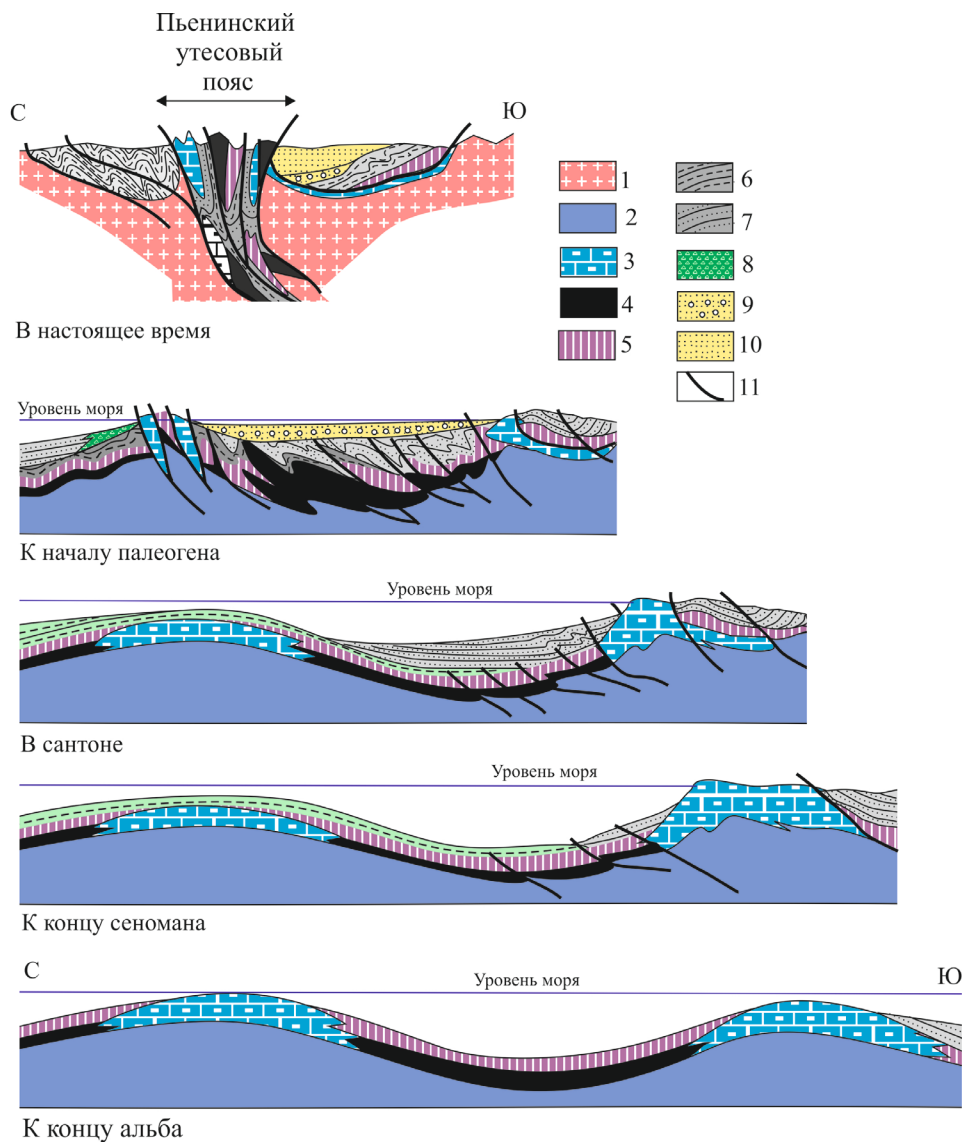 Пьенинский
утесовый
пояс
С
Ю
1
6
2
7
3
8
4
9
5
10
11
В настоящее время
Уровень моря
К началу палеогена
Уровень моря
В сантоне
Уровень моря
К концу сеномана
С
Уровень моря
Ю
К концу альба